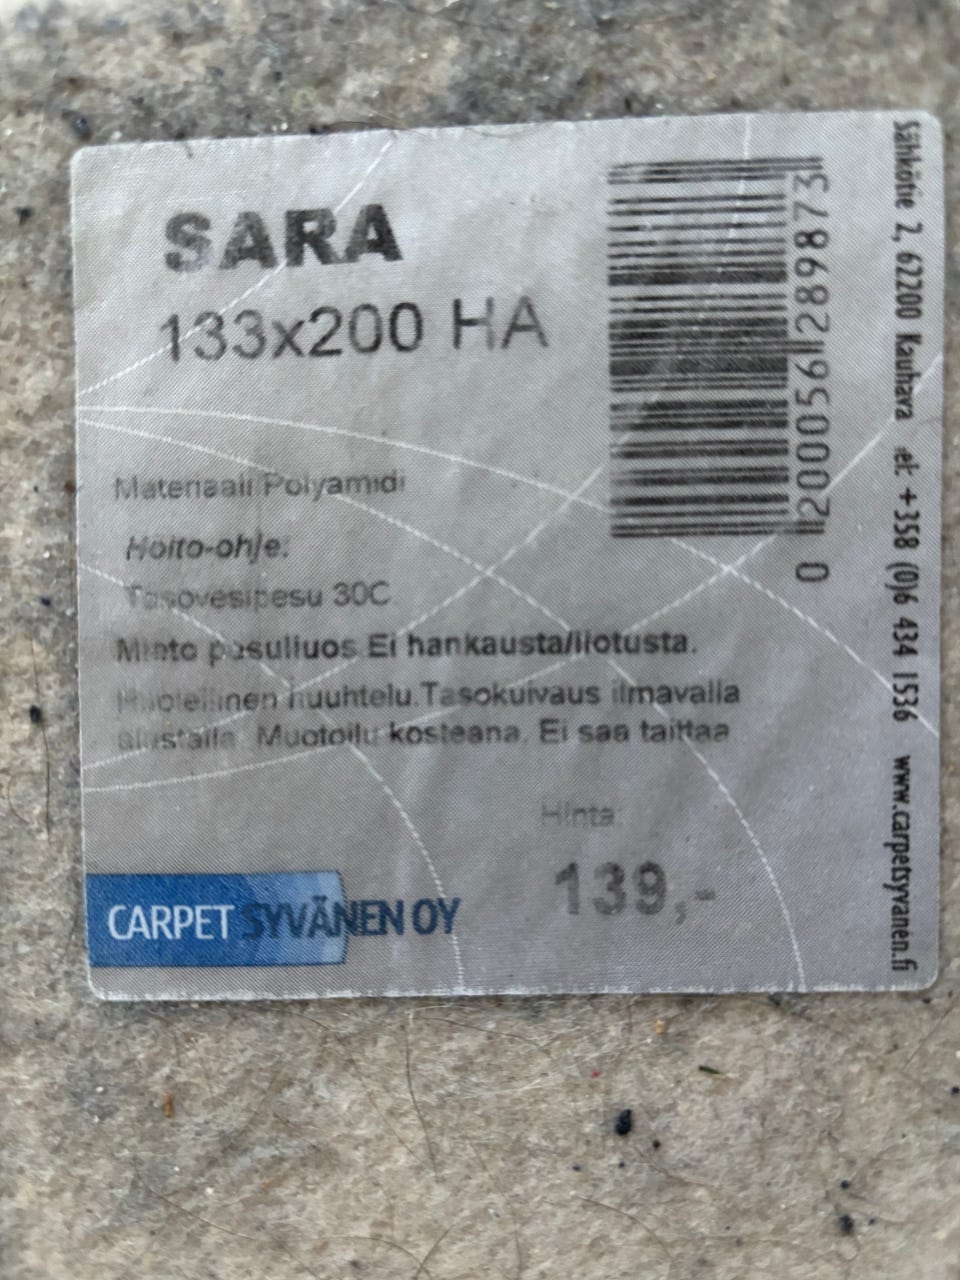 SARA
133x200 HA
Materiaali Polyamidi
Hoito-ohje:
Tasovesipesu 30C
Mieto pesuliuos Ei hankausta/liotusta.
Huolellinen huuhtelu.Tasokuivaus ilmavalla
alustalla. Muotoilu kosteana. Ei saa taittaa
Hinta:
139,-
CARPET SYVÄNEN OY
0 200056 289873
Sähkötie 2, 62200 Kauhava
+358 (0)6 434 1536
www.carpetsyvanen.fi